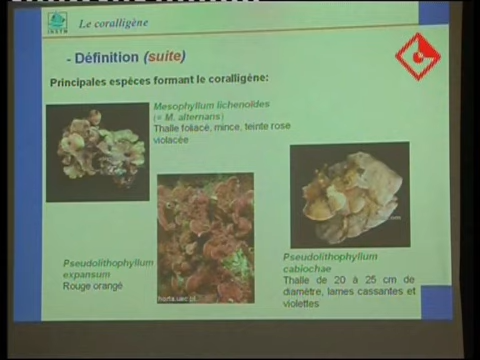 INSTM
Le coralligène
- Définition (suite)
Principales espèces formant le coralligène:
Mesophyllum lichenoides
(= M. alternans)
Thalle foliacé, mince, teinte rose
violacée
Pseudolithophyllum
expansum
Rouge orangé
horta.uac.pt
Pseudolithophyllum
cabiochae
Thalle de 20 à 25 cm de
diamètre, lames cassantes et
violettes